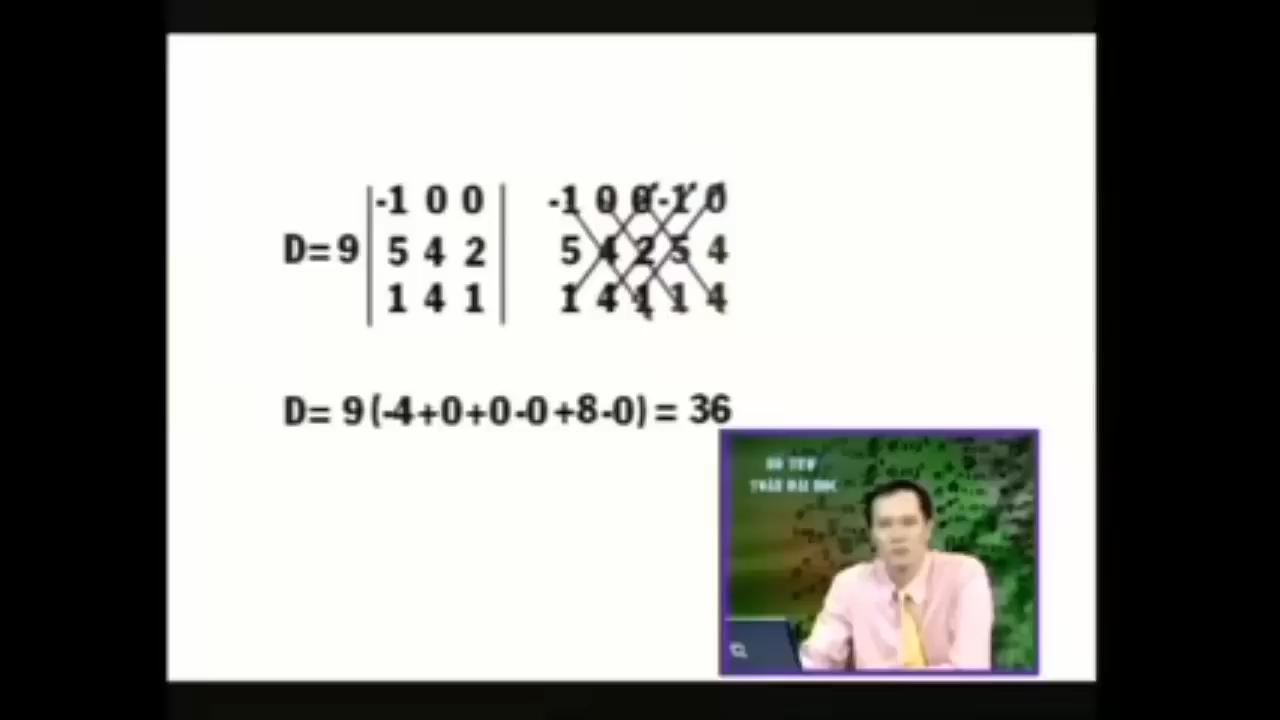 -1 0 0 -1 0 0 -1 0
D= 9 5 4 2 5 4 2 5 4
1 4 1 1 4 1 1 4
D= 9(-4+0+0-0+8-0) = 36